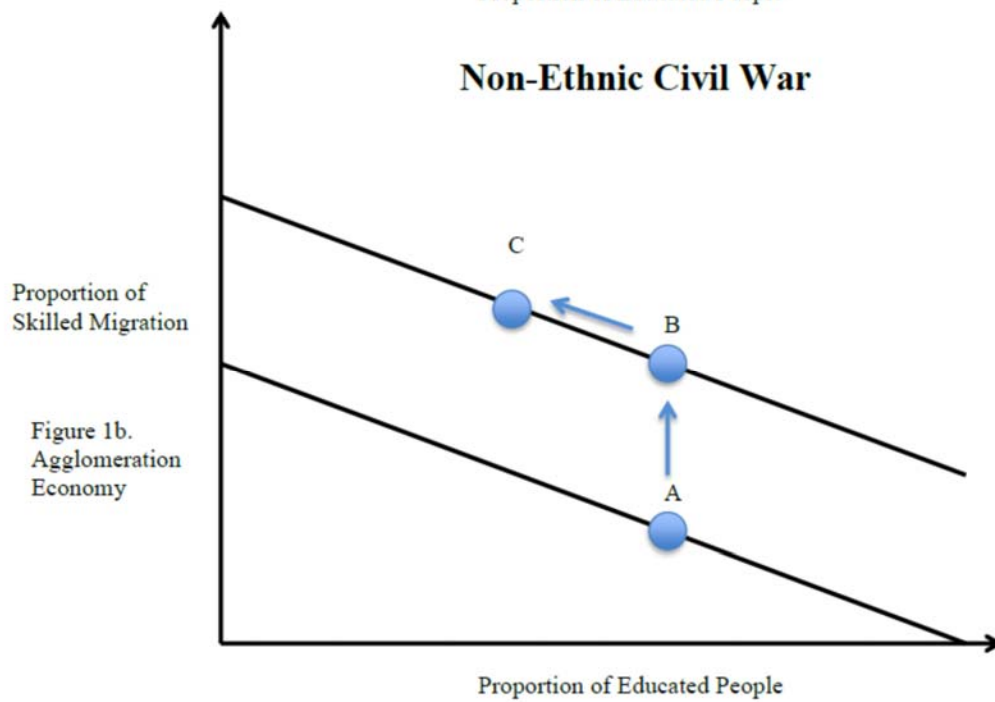 Non-Ethnic Civil War
C
Proportion of
Skilled Migration
B
Figure 1b.
Agglomeration
Economy
A
Proportion of Educated People